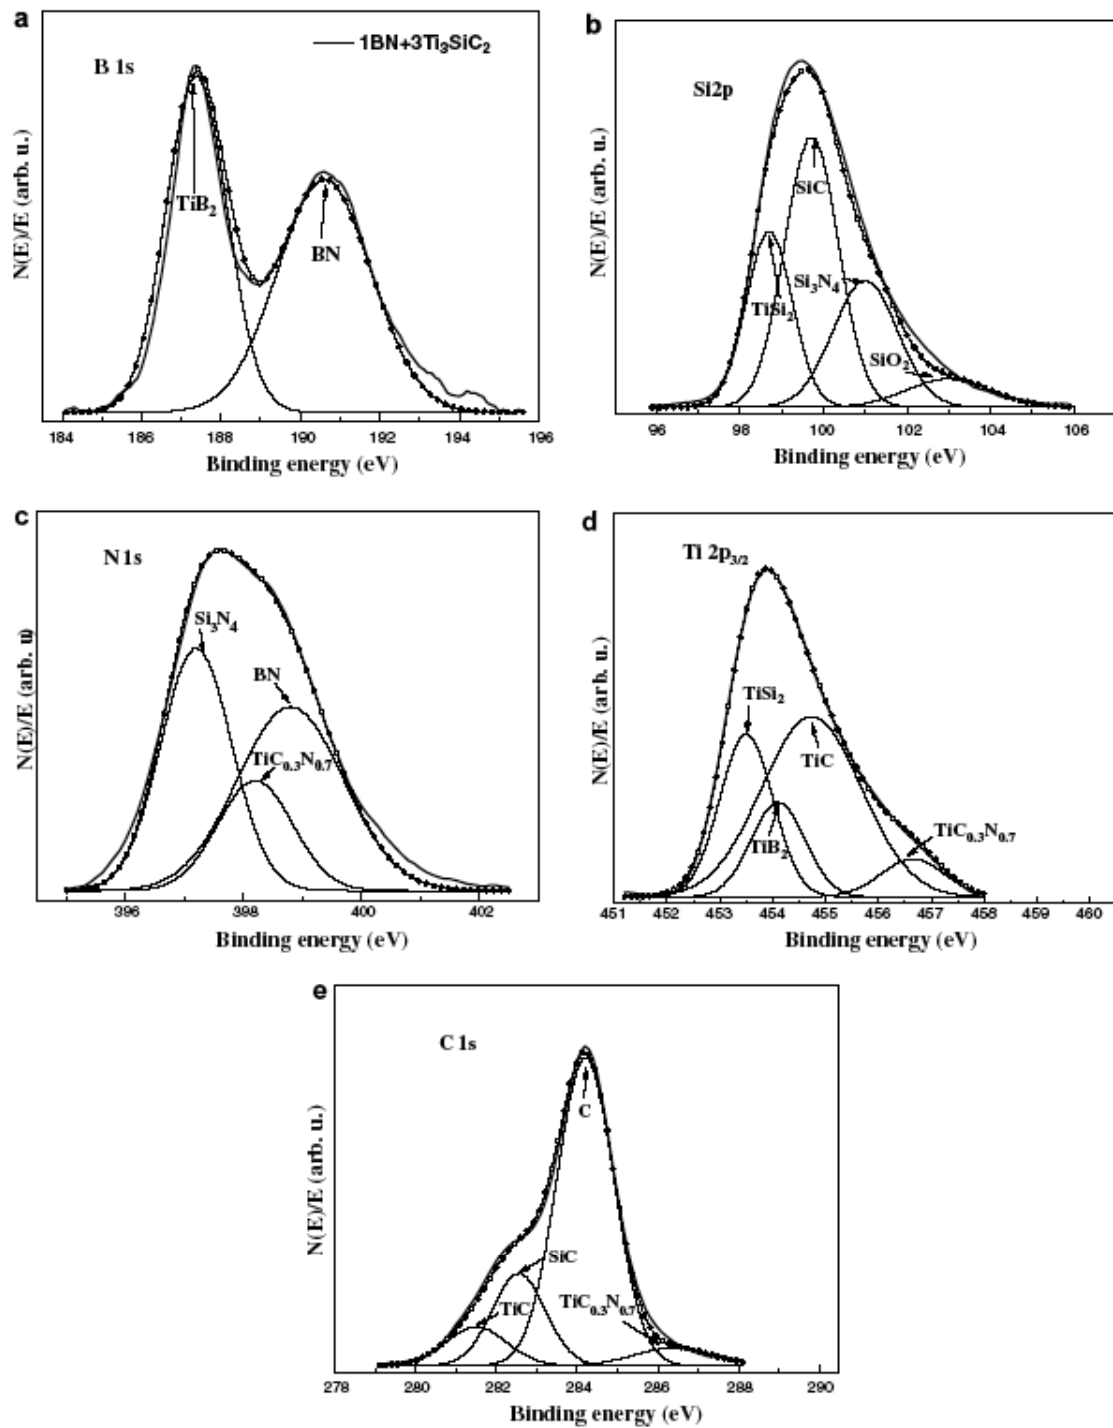 a
1BN+3Ti₃SiC₂
B 1s
TiB₂
BN
N(E)/E (arb. u.)
184 186 188 190 192 194 196
Binding energy (eV)
b
Si2p
SiC
Si₃N₄
TiSi₂
SiO₂
N(E)/E (arb. u.)
96 98 100 102 104 106
Binding energy (eV)
c
N 1s
Si₃N₄
BN
TiC₀.₃N₀.₇
N(E)/E (arb. u)
396 398 400 402
Binding energy (eV)
d
Ti 2p₃/₂
TiSi₂
TiC
TiB₂
TiC₀.₃N₀.₇
N(E)/E (arb. u.)
451 452 453 454 455 456 457 458 459 460
Binding energy (eV)
e
C 1s
C
SiC
TiC
TiC₀.₃N₀.₇
N(E)/E (arb. u.)
278 280 282 284 286 288 290
Binding energy (eV)